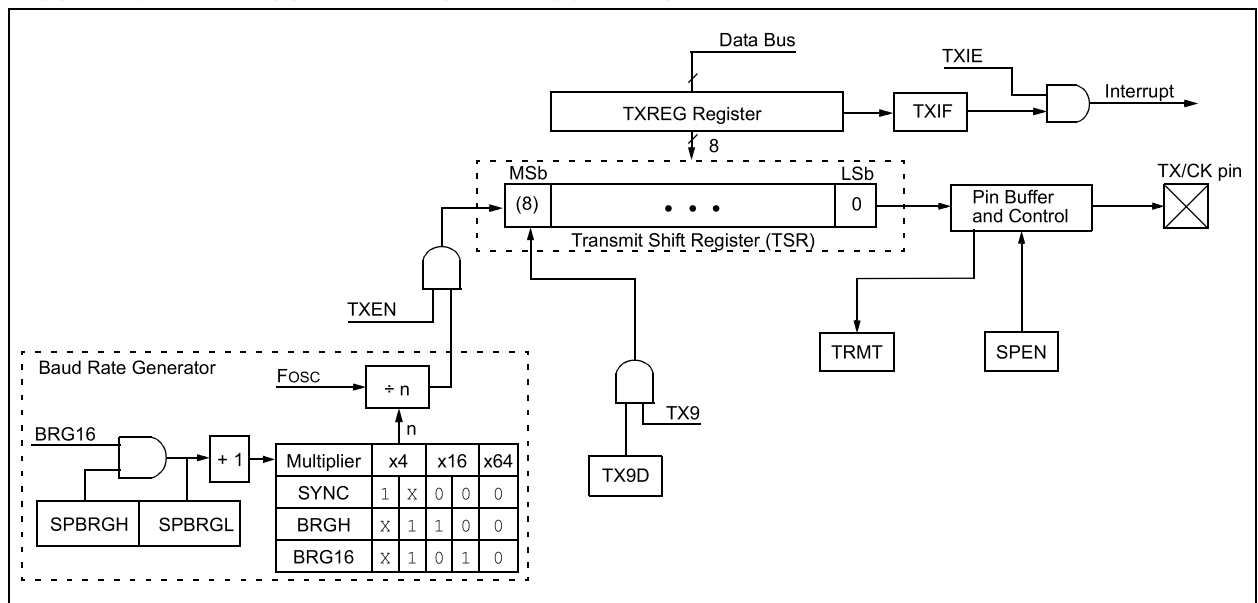 Data Bus
TXIE
Interrupt
TXREG Register
TXIF
8
MSb
LSb
TX/CK pin
(8)
• • •
0
Pin Buffer
and Control
Transmit Shift Register (TSR)
TXEN
TRMT
SPEN
Baud Rate Generator
FOSC
÷ n
n
TX9
BRG16
+ 1
Multiplier x4 x16 x64
TX9D
SYNC 1 X 0 0 0
SPBRGH SPBRGL
BRGH X 1 1 0 0
BRG16 X 1 0 1 0